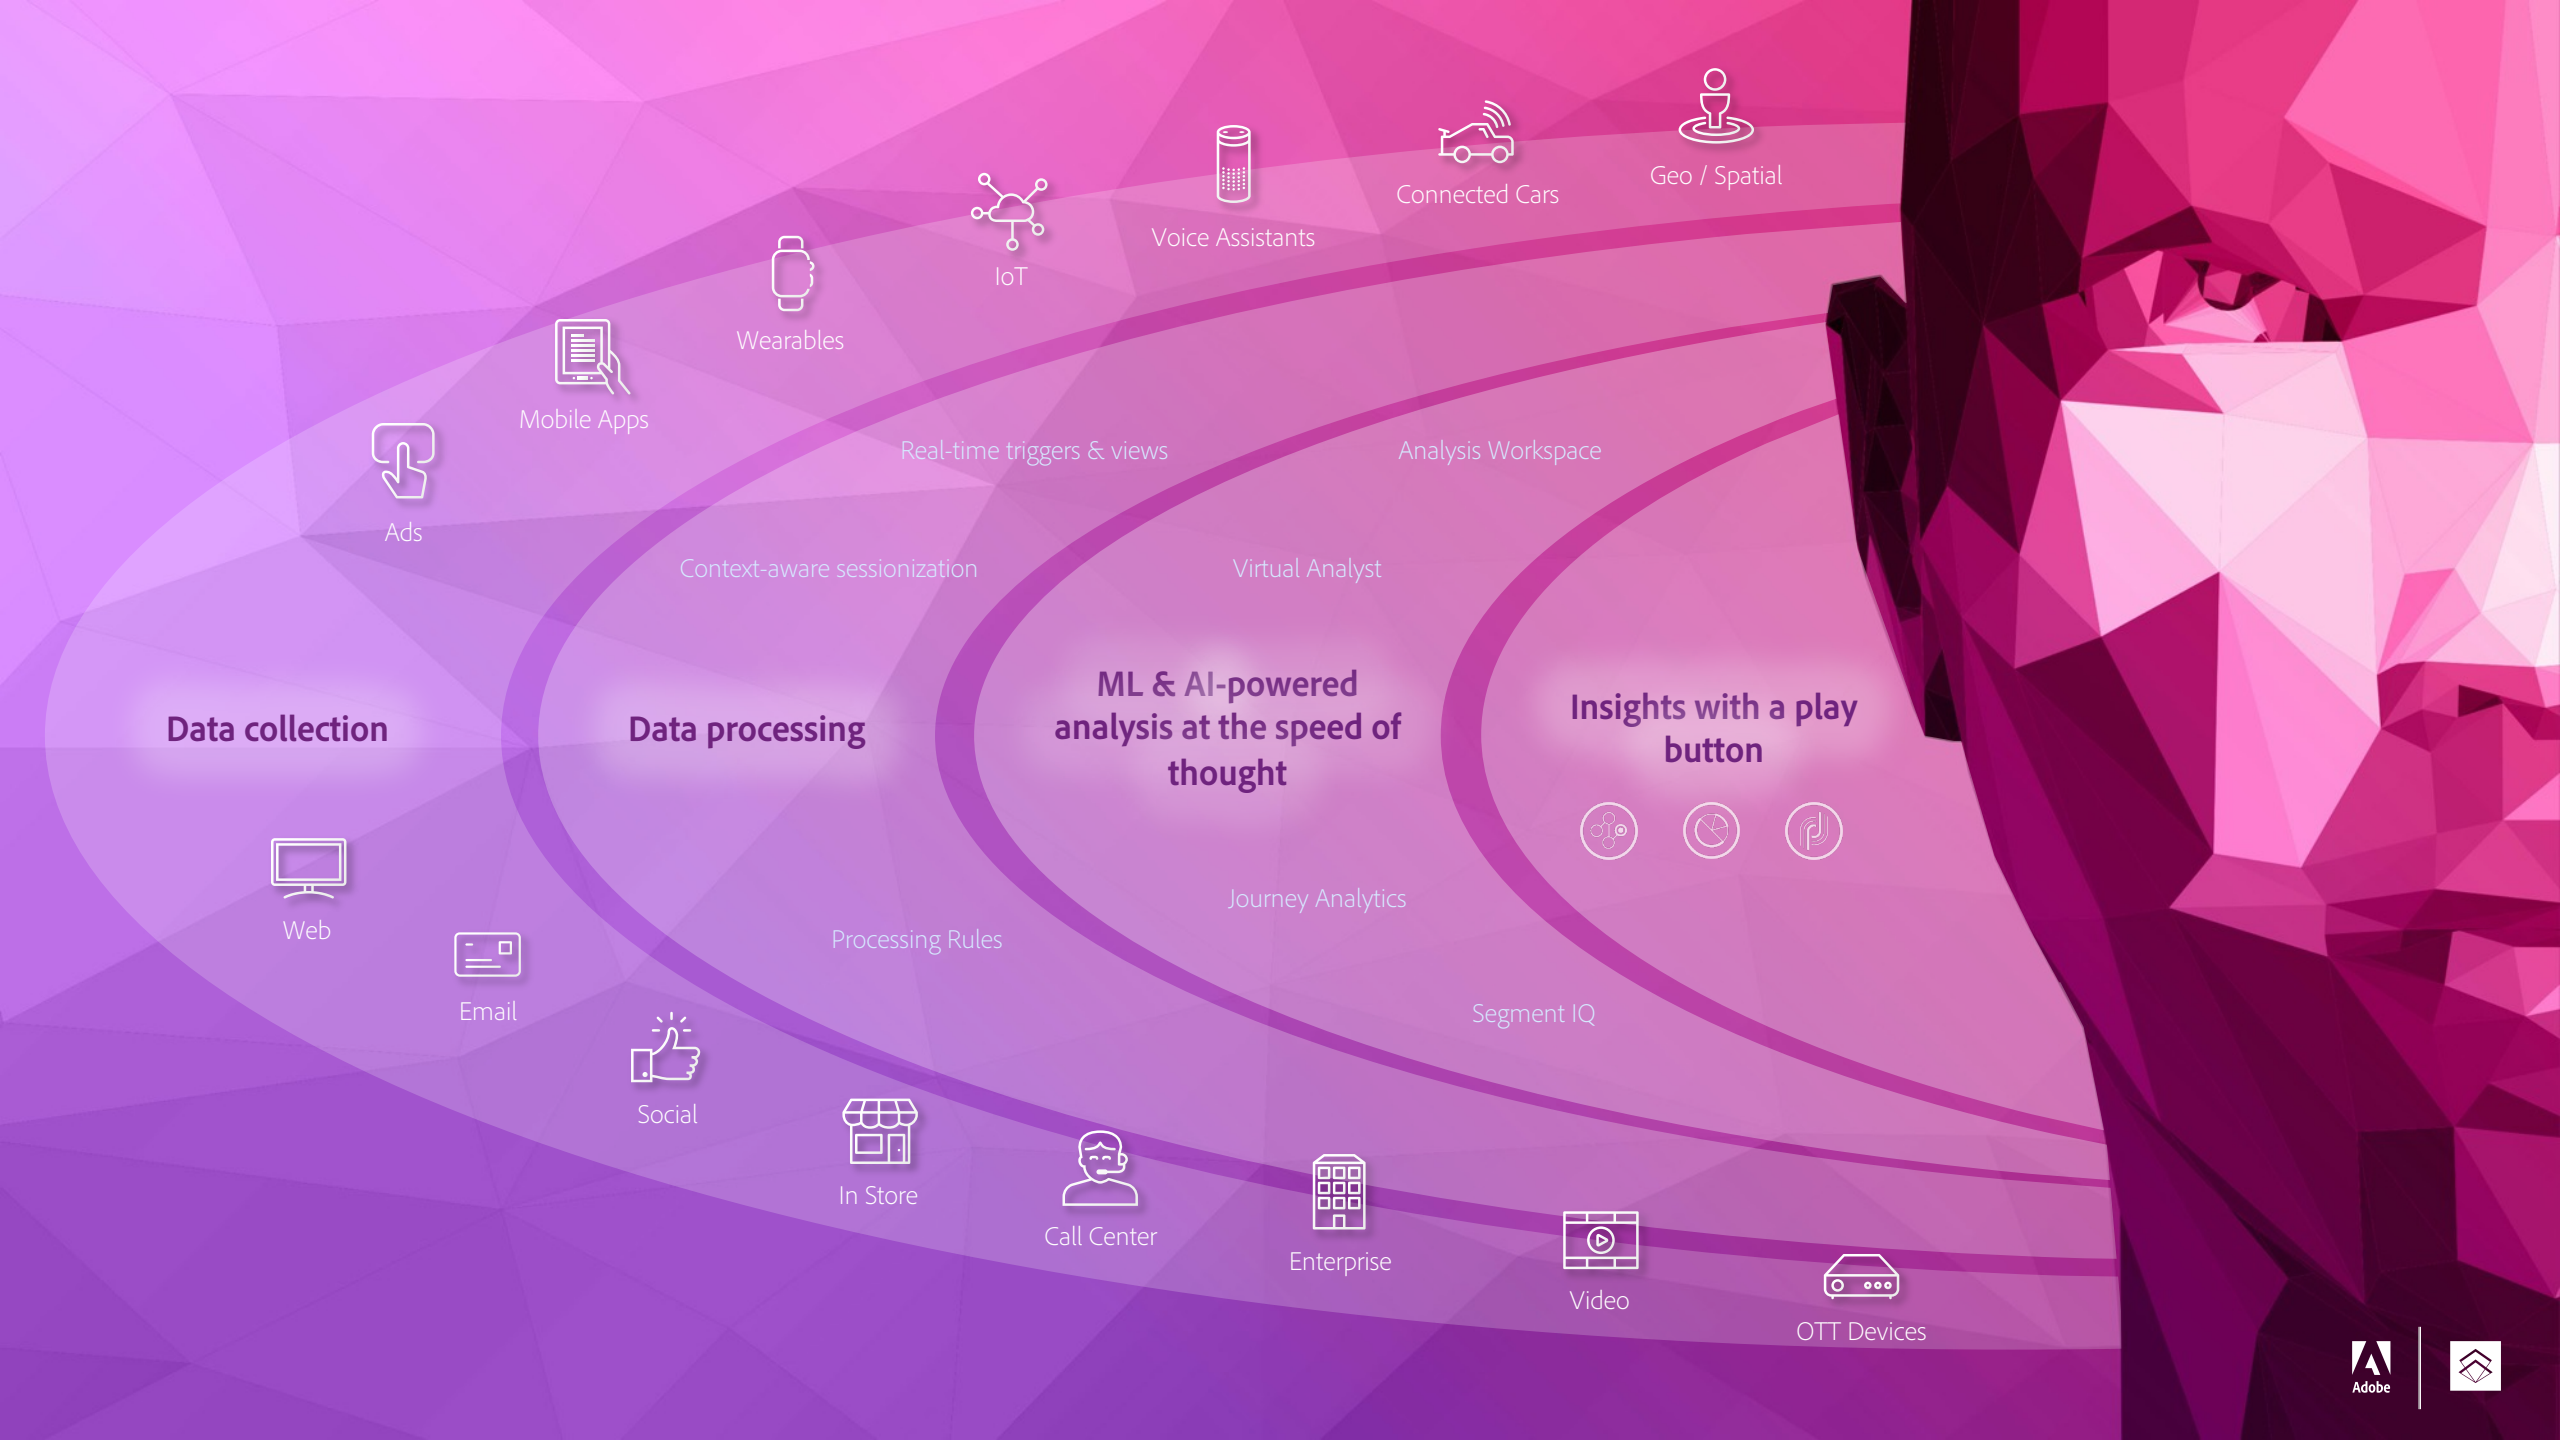 Geo / Spatial
Connected Cars
Voice Assistants
IoT
Wearables
Mobile Apps
Ads
Real-time triggers & views
Analysis Workspace
Context-aware sessionization
Virtual Analyst
Data collection
Data processing
ML & AI-powered
analysis at the speed of
thought
Insights with a play
button
Journey Analytics
Processing Rules
Segment IQ
Web
Email
Social
In Store
Call Center
Enterprise
Video
OTT Devices
Adobe